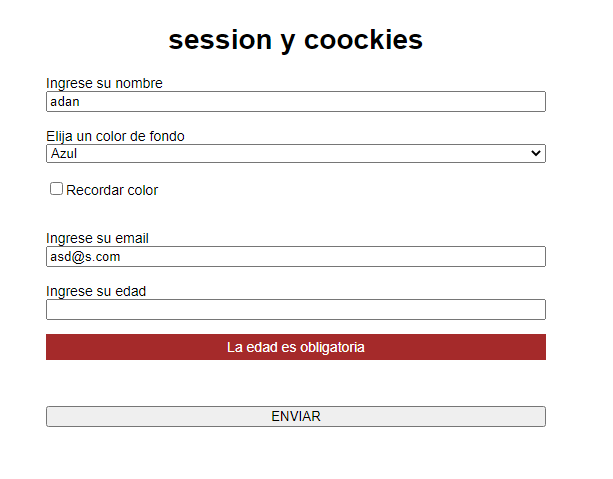 session y coockies
Ingrese su nombre
adan
Elija un color de fondo
Azul
Recordar color
Ingrese su email
asd@s.com
Ingrese su edad
La edad es obligatoria
ENVIAR